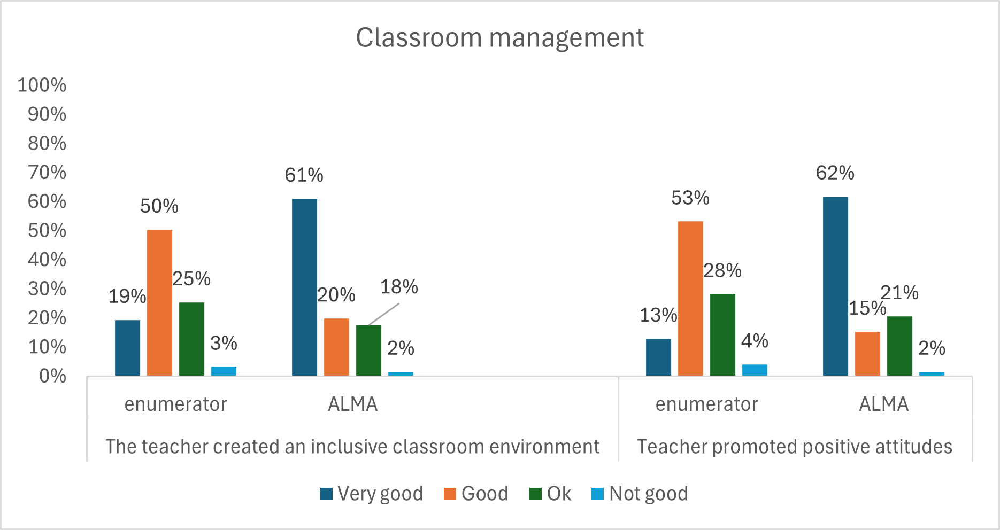 Classroom management
100%
90%
80%
70%
60%
50%
40%
30%
20%
10%
0%
19%
50%
25%
3%
61%
20%
18%
2%
13%
53%
28%
4%
62%
15%
21%
2%
enumerator
ALMA
enumerator
ALMA
The teacher created an inclusive classroom environment
Teacher promoted positive attitudes
Very good
Good
Ok
Not good